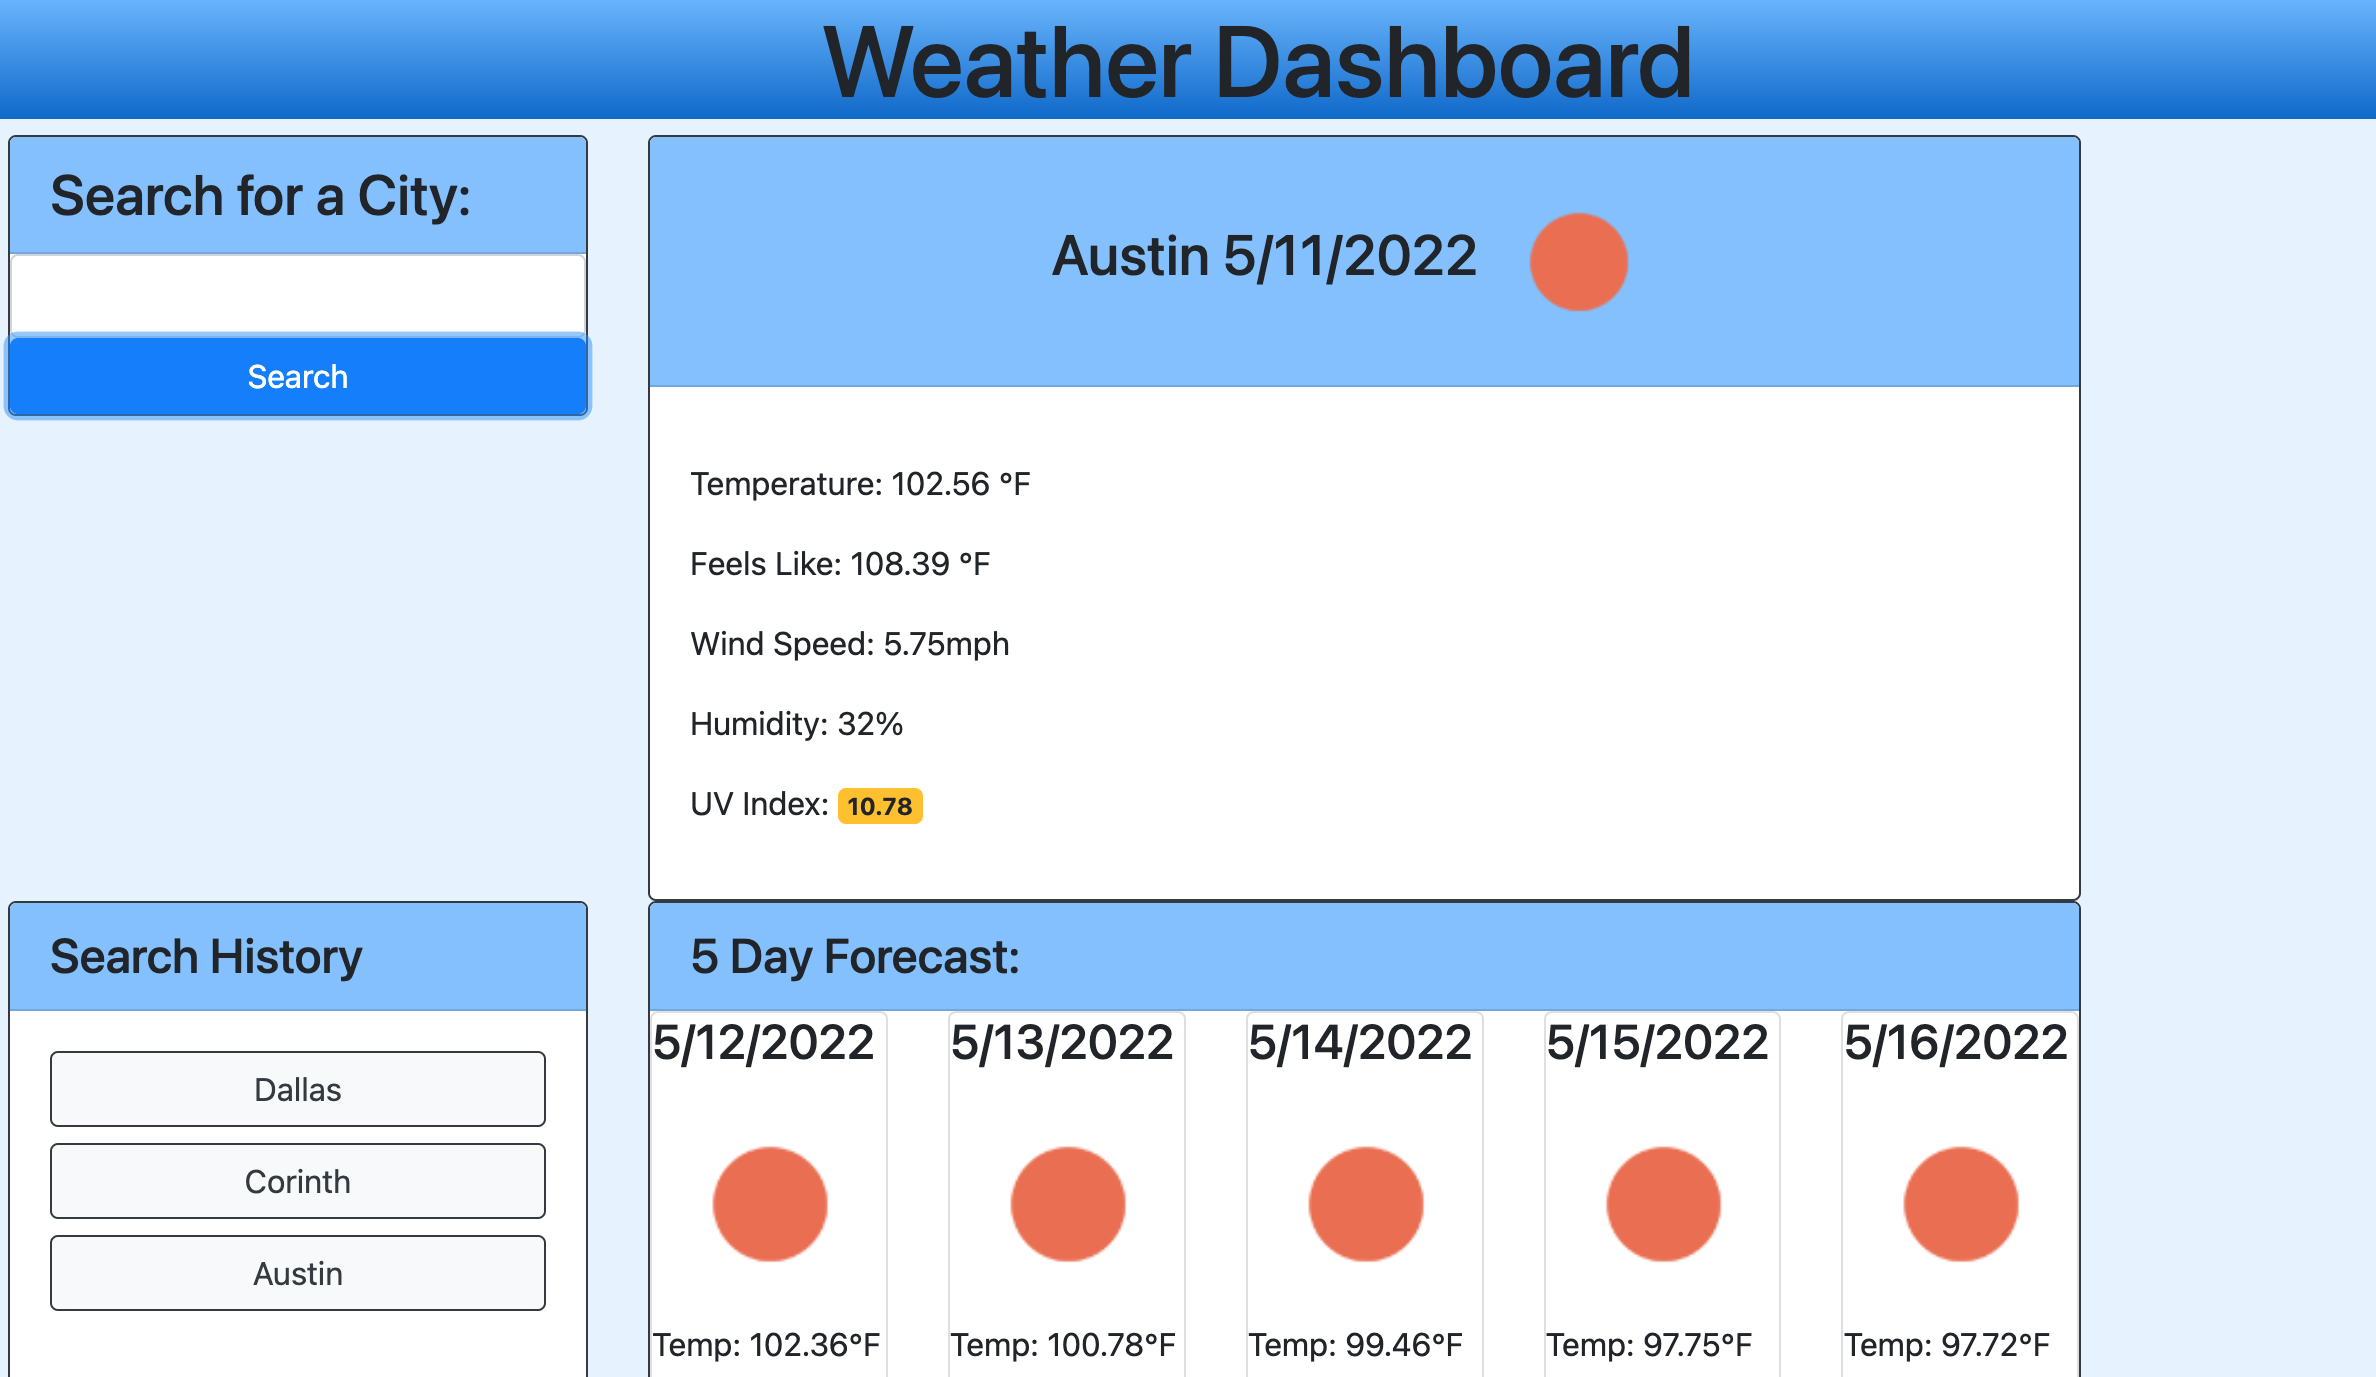 Weather Dashboard
Search for a City:
Search
Austin 5/11/2022
Temperature: 102.56 °F
Feels Like: 108.39 °F
Wind Speed: 5.75mph
Humidity: 32%
UV Index: 10.78
Search History
Dallas
Corinth
Austin
5 Day Forecast:
5/12/2022
Temp: 102.36°F
5/13/2022
Temp: 100.78°F
5/14/2022
Temp: 99.46°F
5/15/2022
Temp: 97.75°F
5/16/2022
Temp: 97.72°F